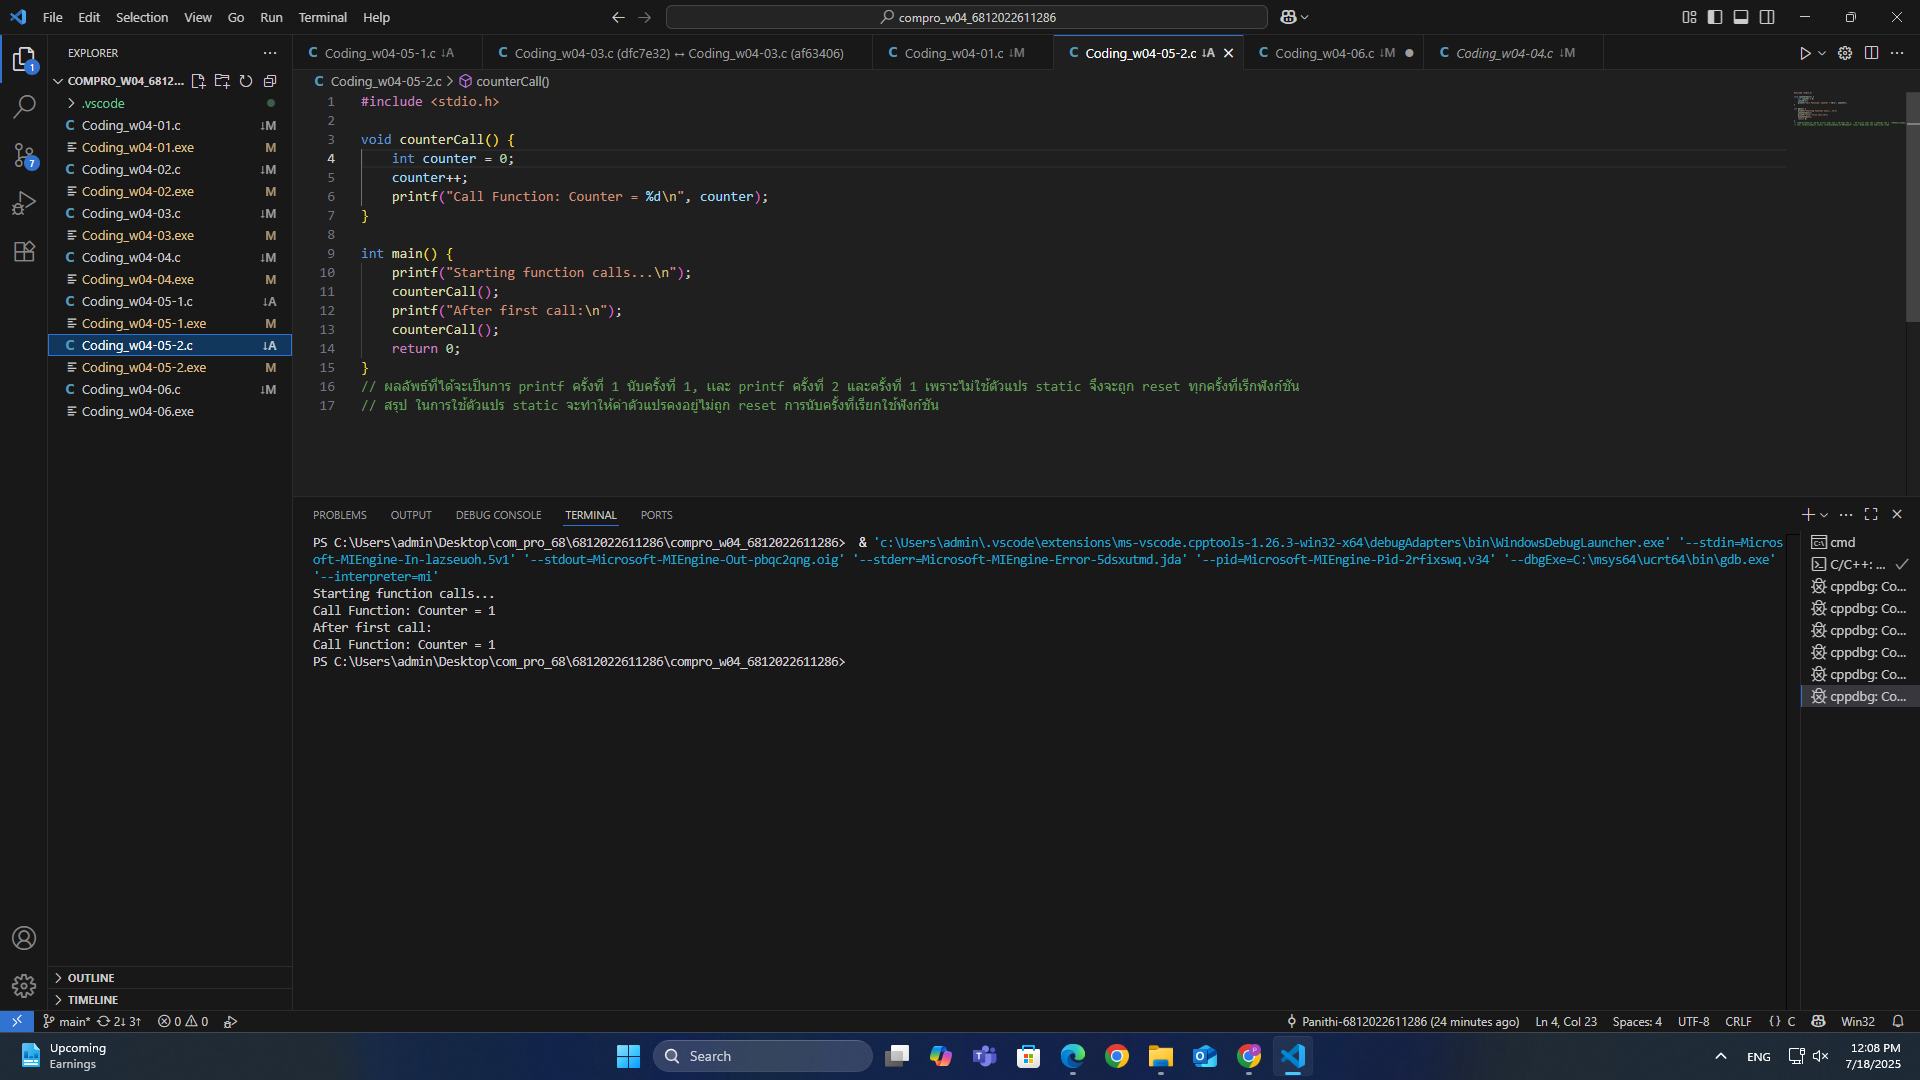 File Edit Selection View Go Run Terminal Help
compro_w04_6812022611286
EXPLORER
COMPRO_W04_6812...
.vscode
Coding_w04-01.c ↓M
Coding_w04-01.exe M
Coding_w04-02.c ↓M
Coding_w04-02.exe M
Coding_w04-03.c ↓M
Coding_w04-03.exe M
Coding_w04-04.c ↓M
Coding_w04-04.exe M
Coding_w04-05-1.c ↓A
Coding_w04-05-1.exe M
Coding_w04-05-2.c ↓A
Coding_w04-05-2.exe M
Coding_w04-06.c ↓M
Coding_w04-06.exe
OUTLINE
TIMELINE
Coding_w04-05-1.c ↓A Coding_w04-03.c (dfc7e32) ↔ Coding_w04-03.c (af63406) Coding_w04-01.c ↓M Coding_w04-05-2.c ↓A Coding_w04-06.c ↓M Coding_w04-04.c ↓M
Coding_w04-05-2.c > counterCall()
1 #include <stdio.h>
2
3 void counterCall() {
4 int counter = 0;
5 counter++;
6 printf("Call Function: Counter = %d\n", counter);
7 }
8
9 int main() {
10 printf("Starting function calls...\n");
11 counterCall();
12 printf("After first call:\n");
13 counterCall();
14 return 0;
15 }
16 // ผลลัพธ์ที่ได้จะเป็นการ printf ครั้งที่ 1 นับครั้งที่ 1, และ printf ครั้งที่ 2 และครั้งที่ 1 เพราะไม่ใช้ตัวแปร static จึงจะถูก reset ทุกครั้งที่เรีกฟังก์ชัน
17 // สรุป ในการใช้ตัวแปร static จะทำให้ค่าตัวแปรคงอยู่ไม่ถูก reset การนับครั้งที่เรียกใช้ฟังก์ชัน
PROBLEMS OUTPUT DEBUG CONSOLE TERMINAL PORTS
PS C:\Users\admin\Desktop\com_pro_68\6812022611286\compro_w04_6812022611286> & 'c:\Users\admin\.vscode\extensions\ms-vscode.cpptools-1.26.3-win32-x64\debugAdapters\bin\WindowsDebugLauncher.exe' '--stdin=Micros
oft-MIEngine-In-lazseuoh.5v1' '--stdout=Microsoft-MIEngine-Out-pbqc2qng.oig' '--stderr=Microsoft-MIEngine-Error-5dsxutmd.jda' '--pid=Microsoft-MIEngine-Pid-2rfixswq.v34' '--dbgExe=C:\msys64\ucrt64\bin\gdb.exe'
'--interpreter=mi'
Starting function calls...
Call Function: Counter = 1
After first call:
Call Function: Counter = 1
PS C:\Users\admin\Desktop\com_pro_68\6812022611286\compro_w04_6812022611286>
cmd
C/C++: ...
cppdbg: Co...
cppdbg: Co...
cppdbg: Co...
cppdbg: Co...
cppdbg: Co...
cppdbg: Co...
1
7
main* 2↓ 3↑ 0 0
Panithi-6812022611286 (24 minutes ago) Ln 4, Col 23 Spaces: 4 UTF-8 CRLF {} C Win32
Upcoming
Earnings
Search
ENG
12:08 PM
7/18/2025